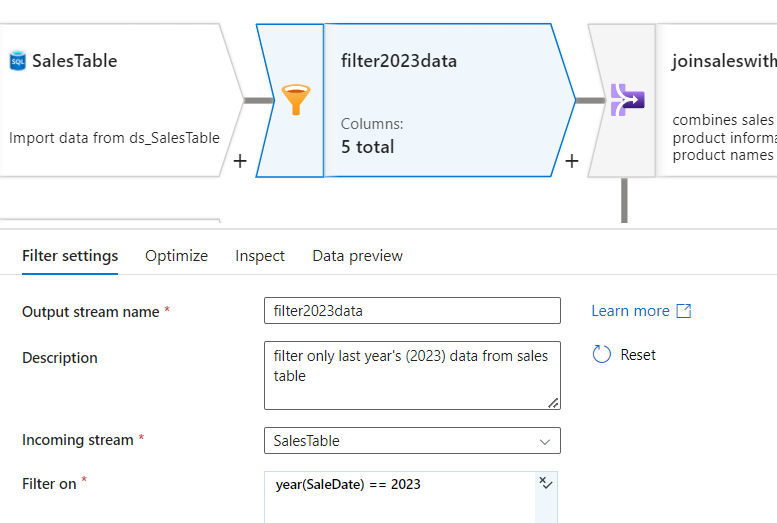 SQL
SalesTable
Import data from ds_SalesTable
+
filter2023data
Columns:
5 total
+
joinsaleswith
combines sales
product informa
product names
Filter settings
Optimize
Inspect
Data preview
Output stream name *
filter2023data
Learn more
Description
filter only last year's (2023) data from sales
table
Reset
Incoming stream *
SalesTable
Filter on *
year(SaleDate) == 2023